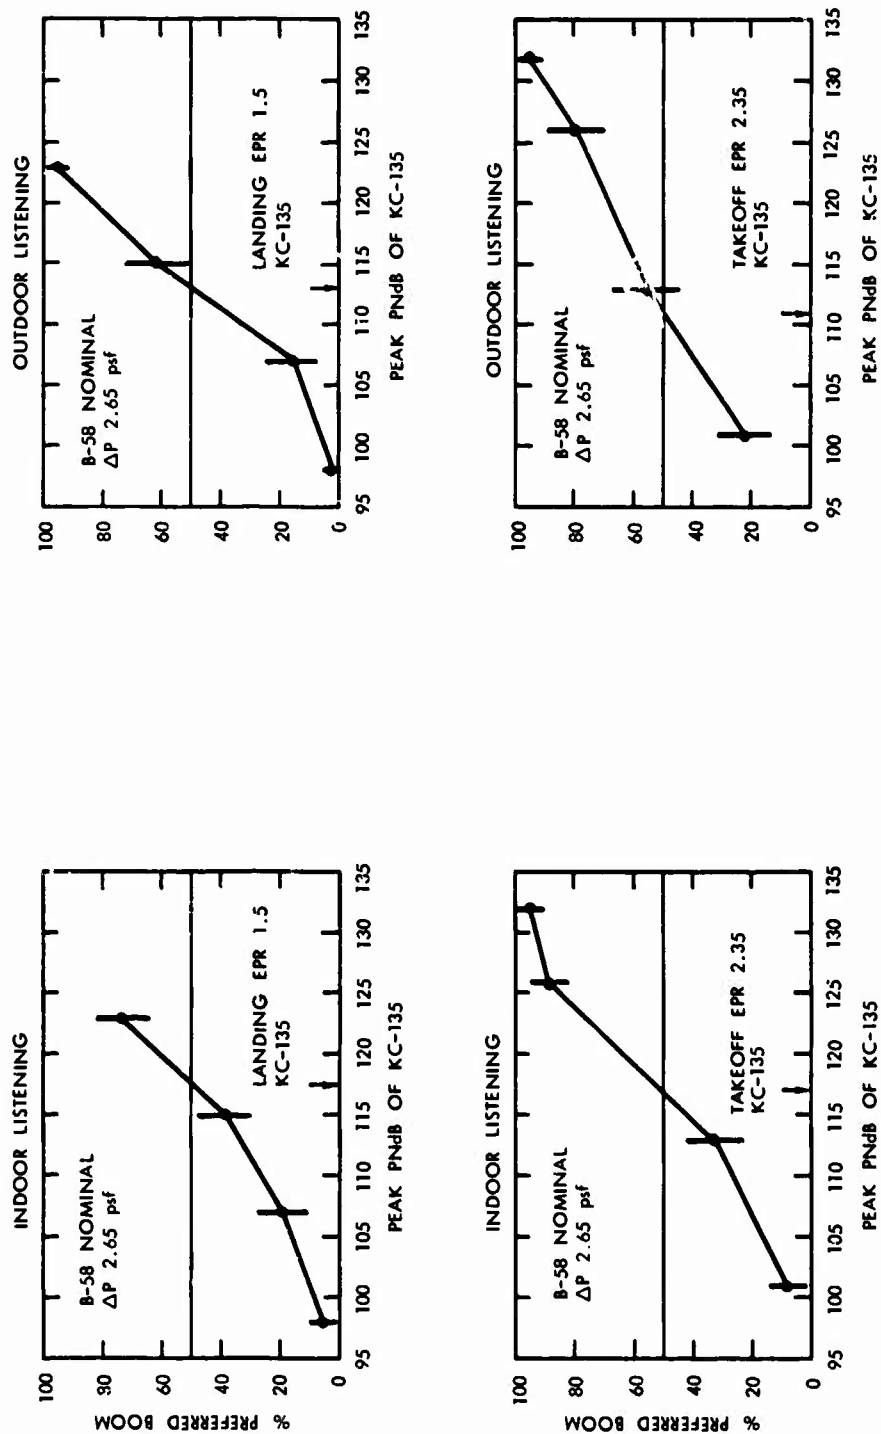 INDOOR LISTENING
B-58 NOMINAL
ΔP 2.65 psf
LANDING EPR 1.5
KC-135
% PREFERRED BOOM
100
80
60
40
20
0
95
100
105
110
115
120
125
130
135
PEAK PNdB OF KC-135
OUTDOOR LISTENING
B-58 NOMINAL
ΔP 2.65 psf
LANDING EPR 1.5
KC-135
100
80
60
40
20
0
95
100
105
110
115
120
125
130
135
PEAK PNdB OF KC-135
INDOOR LISTENING
B-58 NOMINAL
ΔP 2.65 psf
TAKEOFF EPR 2.35
KC-135
% PREFERRED BOOM
100
80
60
40
20
0
95
100
105
110
115
120
125
130
135
PEAK PNdB OF KC-135
OUTDOOR LISTENING
B-58 NOMINAL
ΔP 2.65 psf
TAKEOFF EPR 2.35
KC-135
100
80
60
40
20
0
95
100
105
110
115
120
125
130
135
PEAK PNdB OF KC-135